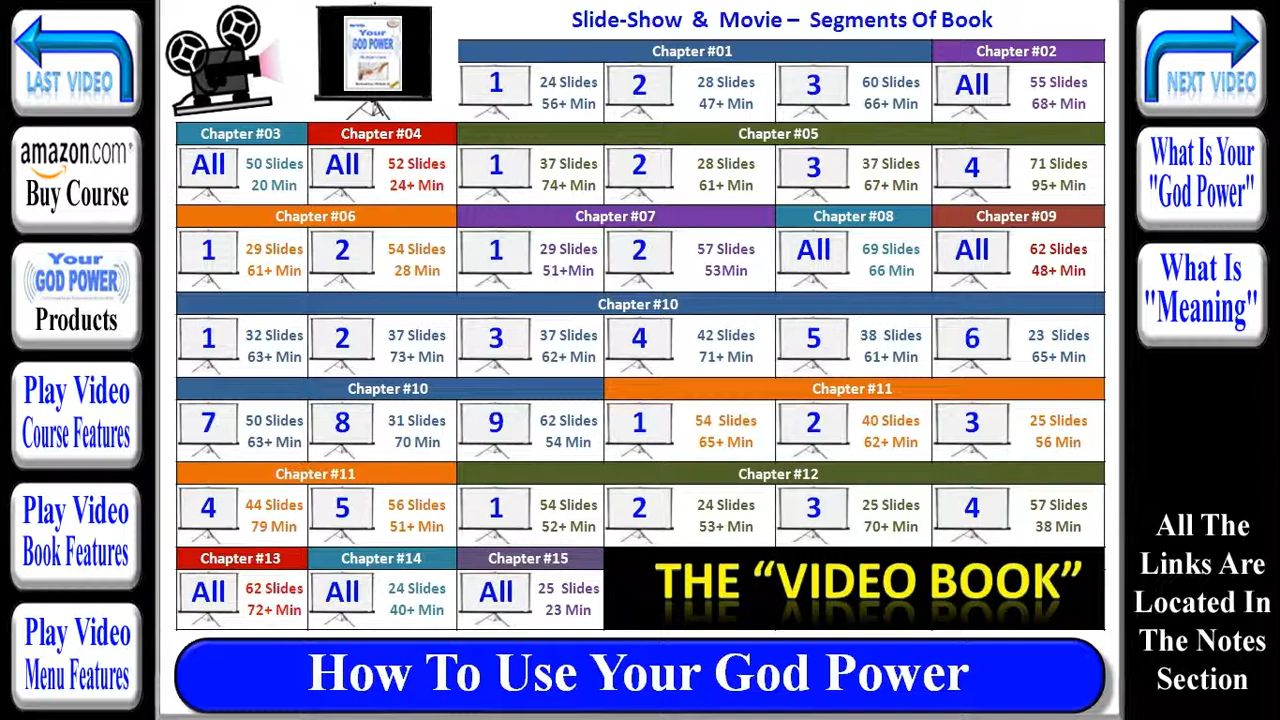 LAST VIDEO
amazon.com
Buy Course
Your
GOD POWER
Products
Play Video
Course Features
Play Video
Book Features
Play Video
Menu Features
Your
GOD POWER
Slide-Show & Movie – Segments Of Book
Chapter #01 Chapter #02
1 24 Slides 56+ Min
2 28 Slides 47+ Min
3 60 Slides 66+ Min
All 55 Slides 68+ Min
Chapter #03 Chapter #04 Chapter #05
All 50 Slides 20 Min
All 52 Slides 24+ Min
1 37 Slides 74+ Min
2 28 Slides 61+ Min
3 37 Slides 67+ Min
4 71 Slides 95+ Min
Chapter #06 Chapter #07 Chapter #08 Chapter #09
1 29 Slides 61+ Min
2 54 Slides 28 Min
1 29 Slides 51+Min
2 57 Slides 53Min
All 69 Slides 66 Min
All 62 Slides 48+ Min
Chapter #10
1 32 Slides 63+ Min
2 37 Slides 73+ Min
3 37 Slides 62+ Min
4 42 Slides 71+ Min
5 38 Slides 61+ Min
6 23 Slides 65+ Min
Chapter #10 Chapter #11
7 50 Slides 63+ Min
8 31 Slides 70 Min
9 62 Slides 54 Min
1 54 Slides 65+ Min
2 40 Slides 62+ Min
3 25 Slides 56 Min
Chapter #11 Chapter #12
4 44 Slides 79 Min
5 56 Slides 51+ Min
1 54 Slides 52+ Min
2 24 Slides 53+ Min
3 25 Slides 70+ Min
4 57 Slides 38 Min
Chapter #13 Chapter #14 Chapter #15
All 62 Slides 72+ Min
All 24 Slides 40+ Min
All 25 Slides 23 Min
THE “VIDEO BOOK”
How To Use Your God Power
NEXT VIDEO
What Is Your
"God Power"
What Is
"Meaning"
All The
Links Are
Located In
The Notes
Section